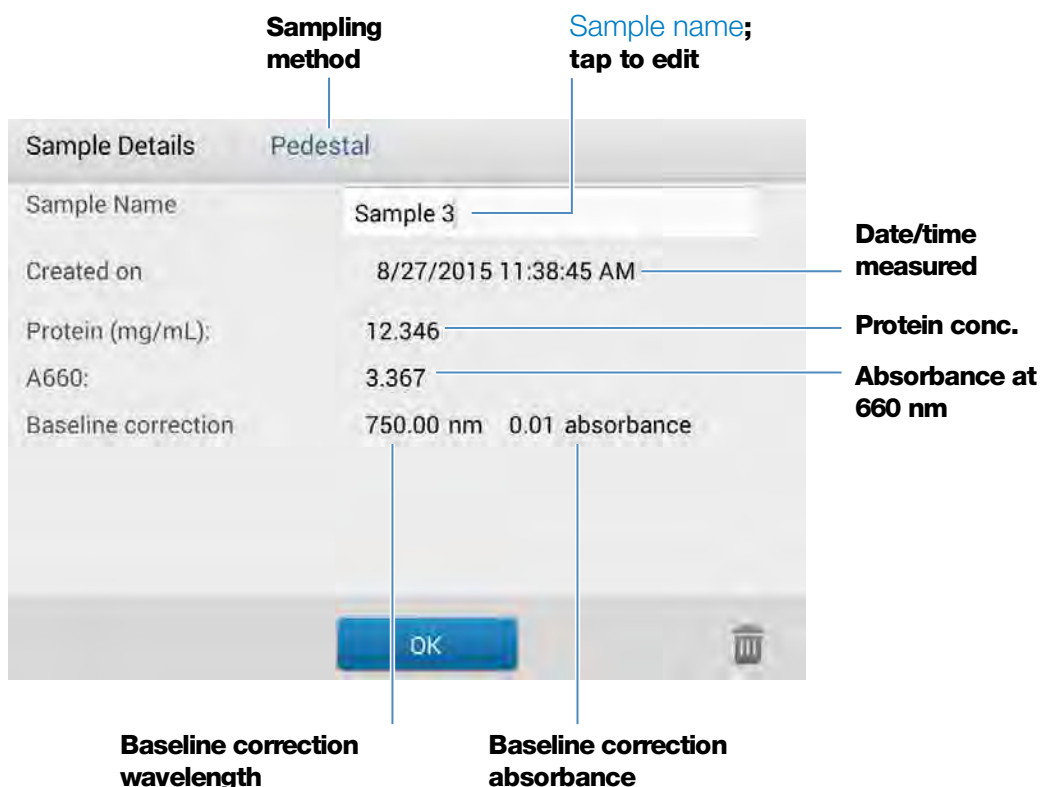 Sampling
method
Sample name;
tap to edit
Sample Details Pedestal
Sample Name Sample 3
Created on 8/27/2015 11:38:45 AM
Date/time
measured
Protein (mg/mL): 12.346
Protein conc.
A660: 3.367
Absorbance at
660 nm
Baseline correction 750.00 nm 0.01 absorbance
OK
Baseline correction
wavelength
Baseline correction
absorbance